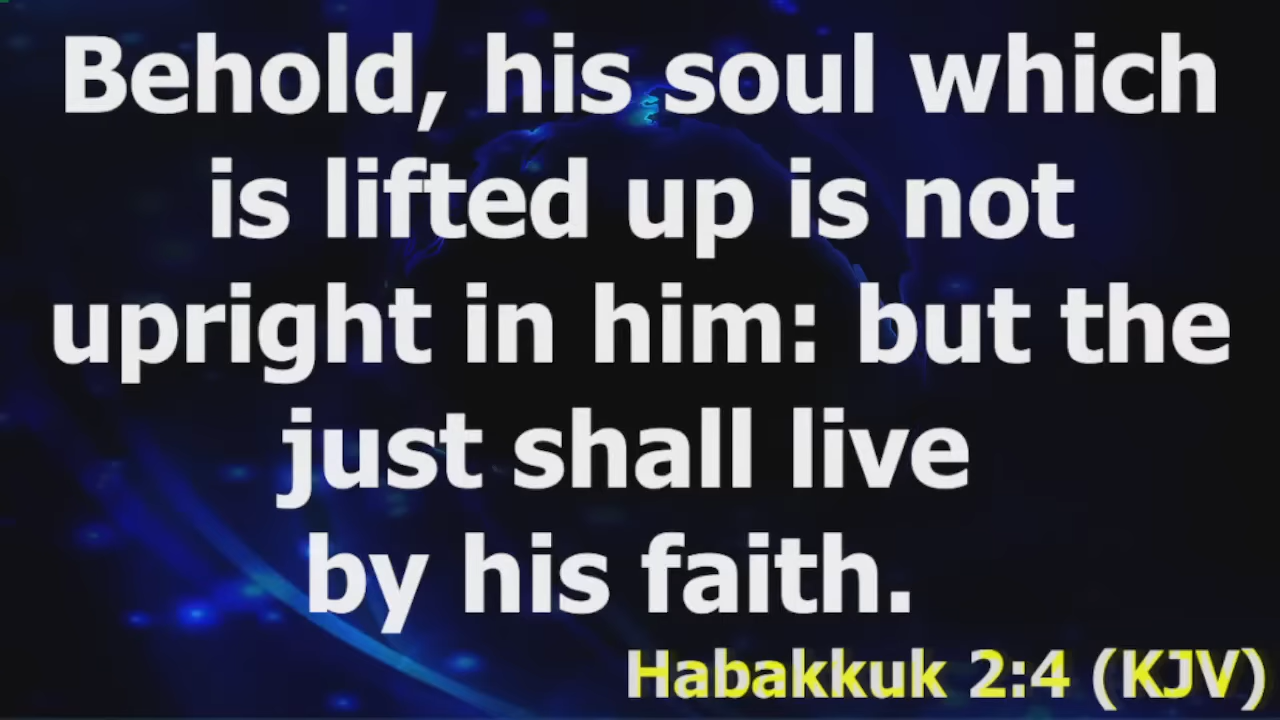 Behold, his soul which
is lifted up is not
upright in him: but the
just shall live
by his faith.
Habakkuk 2:4 (KJV)